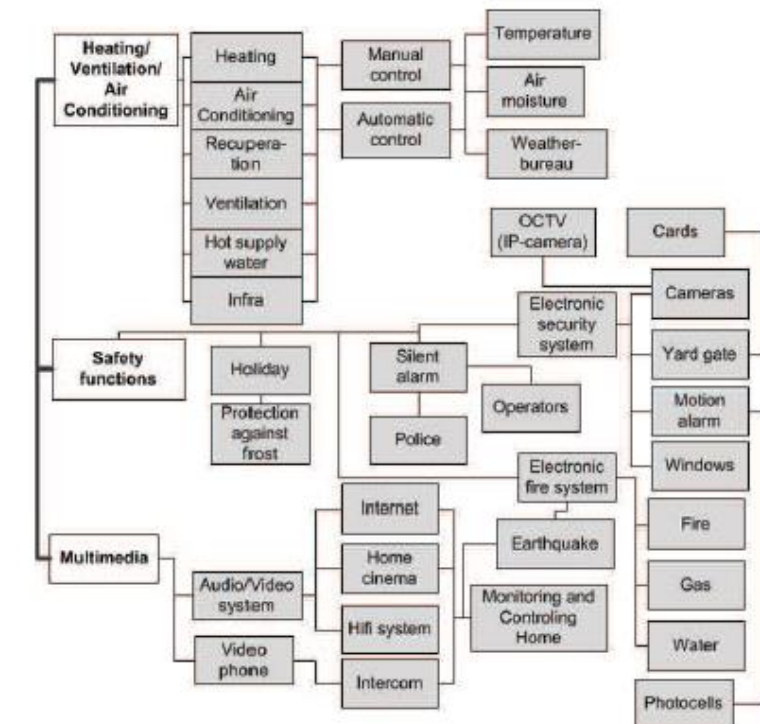 Heating/
Ventilation/
Air
Conditioning
Heating
Air
Conditioning
Recupera-
tion
Ventilation
Hot supply
water
Infra
Manual
control
Automatic
control
Temperature
Air
moisture
Weather-
bureau
OCTV
(IP-camera)
Cards
Cameras
Electronic
security
system
Yard gate
Motion
alarm
Windows
Safety
functions
Holiday
Protection
against
frost
Silent
alarm
Police
Operators
Electronic
fire system
Fire
Earthquake
Gas
Water
Photocells
Multimedia
Audio/Video
system
Video
phone
Internet
Home
cinema
Hifi system
Intercom
Monitoring and
Controling
Home